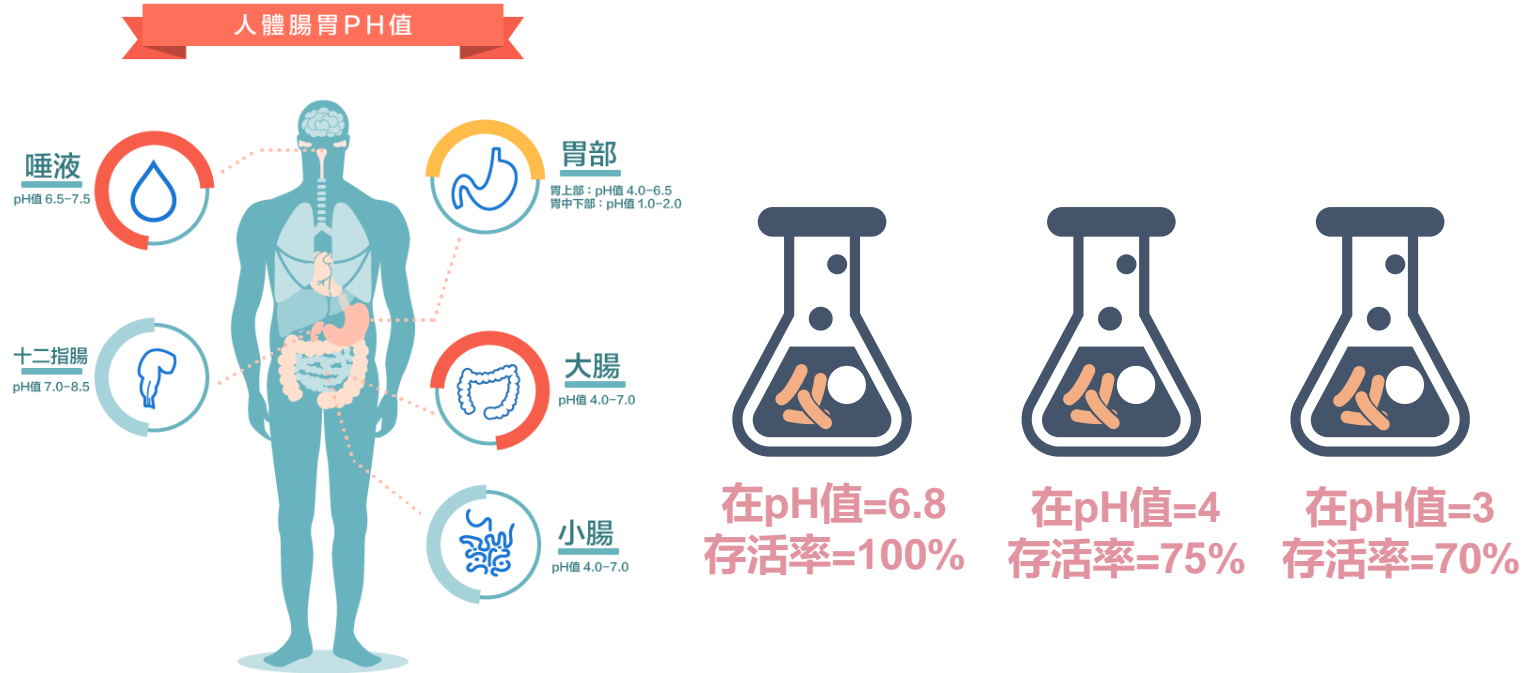 人體腸胃PH值
唾液
pH值 6.5-7.5
胃部
胃上部：pH值 4.0-6.5
胃中下部：pH值 1.0-2.0
十二指腸
pH值 7.0-8.5
大腸
pH值 4.0-7.0
小腸
pH值 4.0-7.0
在pH值=6.8
存活率=100%
在pH值=4
存活率=75%
在pH值=3
存活率=70%